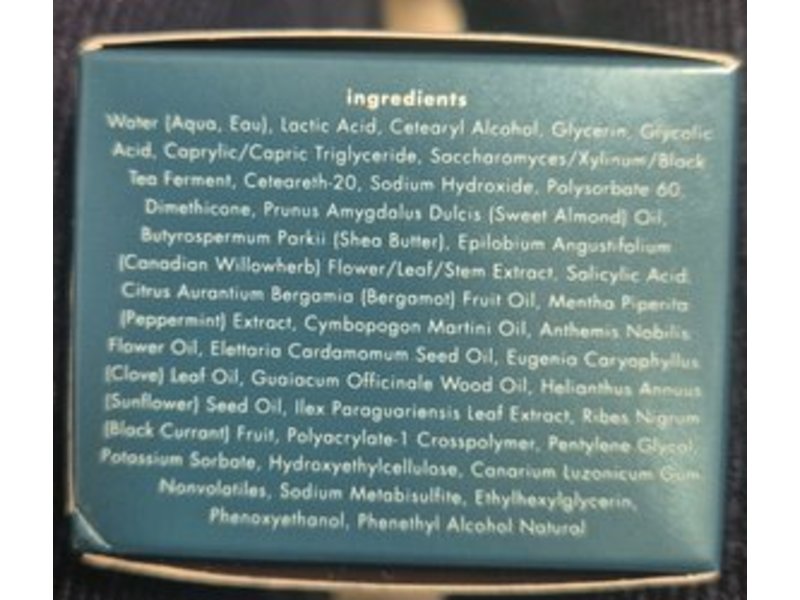 ingredients
Water (Aqua, Eau), Lactic Acid, Cetearyl Alcohol, Glycerin, Glycolic
Acid, Caprylic/Capric Triglyceride, Saccharomyces/Xylinum/Black
Tea Ferment, Ceteareth-20, Sodium Hydroxide, Polysorbate 60,
Dimethicone, Prunus Amygdalus Dulcis (Sweet Almond) Oil,
Butyrospermum Parkii (Shea Butter), Epilobium Angustifolium
(Canadian Willowherb) Flower/Leaf/Stem Extract, Salicylic Acid,
Citrus Aurantium Bergamia (Bergamot) Fruit Oil, Mentha Piperita
(Peppermint) Extract, Cymbopogon Martini Oil, Anthemis Nobilis
Flower Oil, Elettaria Cardamomum Seed Oil, Eugenia Caryophyllus
(Clove) Leaf Oil, Guaiacum Officinale Wood Oil, Helianthus Annuus
(Sunflower) Seed Oil, Ilex Paraguariensis Leaf Extract, Ribes Nigrum
(Black Currant) Fruit, Polyacrylate-1 Crosspolymer, Pentylene Glycol,
Potassium Sorbate, Hydroxyethylcellulose, Canarium Luzonicum Gum
Nonvolatiles, Sodium Metabisulfite, Ethylhexylglycerin,
Phenoxyethanol, Phenethyl Alcohol Natural